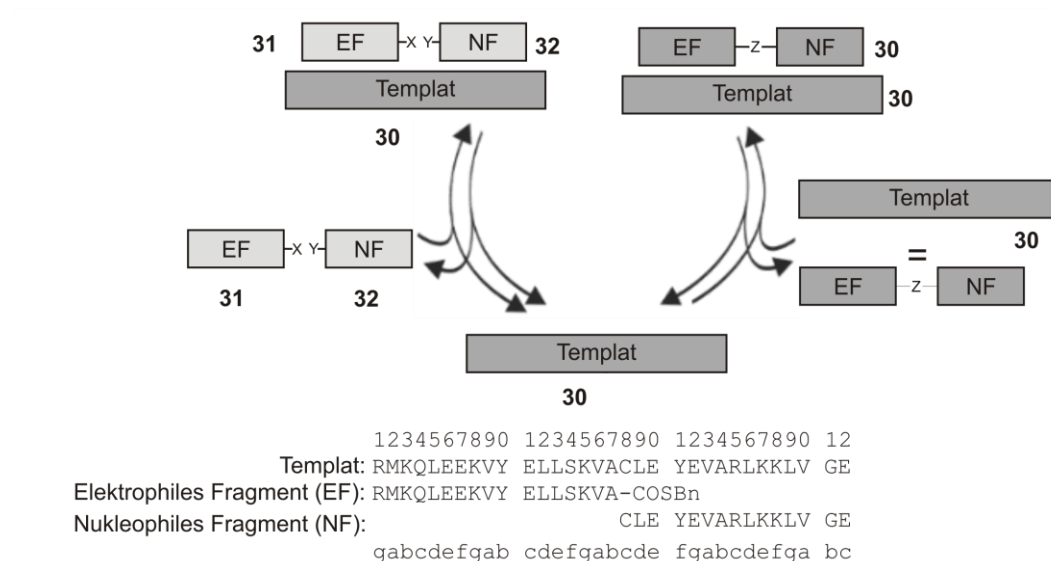 31 EF X Y NF 32
EF Z NF 30
Templat
Templat 30
30
Templat
30
EF X Y NF
=
31 32
EF Z NF
Templat
30
1234567890 1234567890 1234567890 12
Templat: RMKQLEEKVY ELLSKVACLE YEVARLKKLV GE
Elektrophiles Fragment (EF): RMKQLEEKVY ELLSKVA-COSBn
Nukleophiles Fragment (NF): CLE YEVARLKKLV GE
gabcdefgab cdefgabcde fgabcdefga bc